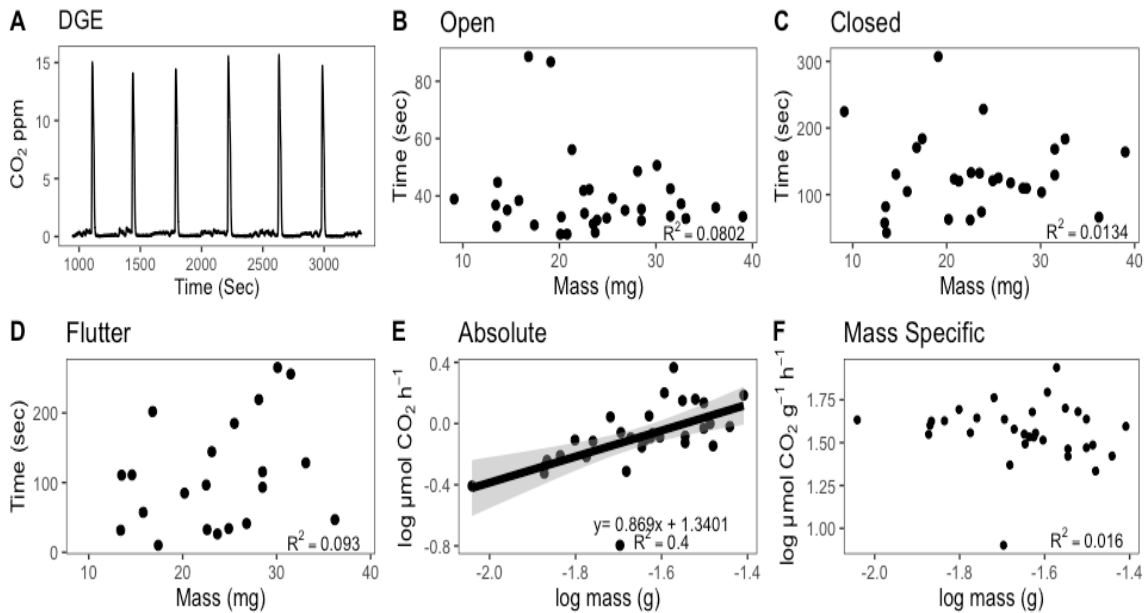 A DGE
CO₂ ppm
15
10
5
0
1000 1500 2000 2500 3000
Time (Sec)
B Open
Time (sec)
80
60
40
10 20 30 40
Mass (mg)
R² = 0.0802
C Closed
Time (sec)
300
200
100
10 20 30 40
Mass (mg)
R² = 0.0134
D Flutter
Time (sec)
200
100
0
10 20 30 40
Mass (mg)
R² = 0.093
E Absolute
log μmol CO₂ h⁻¹
0.4
0.0
-0.4
-0.8
y= 0.869x + 1.3401
R² = 0.4
-2.0 -1.8 -1.6 -1.4
log mass (g)
F Mass Specific
log μmol CO₂ g⁻¹ h⁻¹
1.75
1.50
1.25
1.00
R² = 0.016
-2.0 -1.8 -1.6 -1.4
log mass (g)